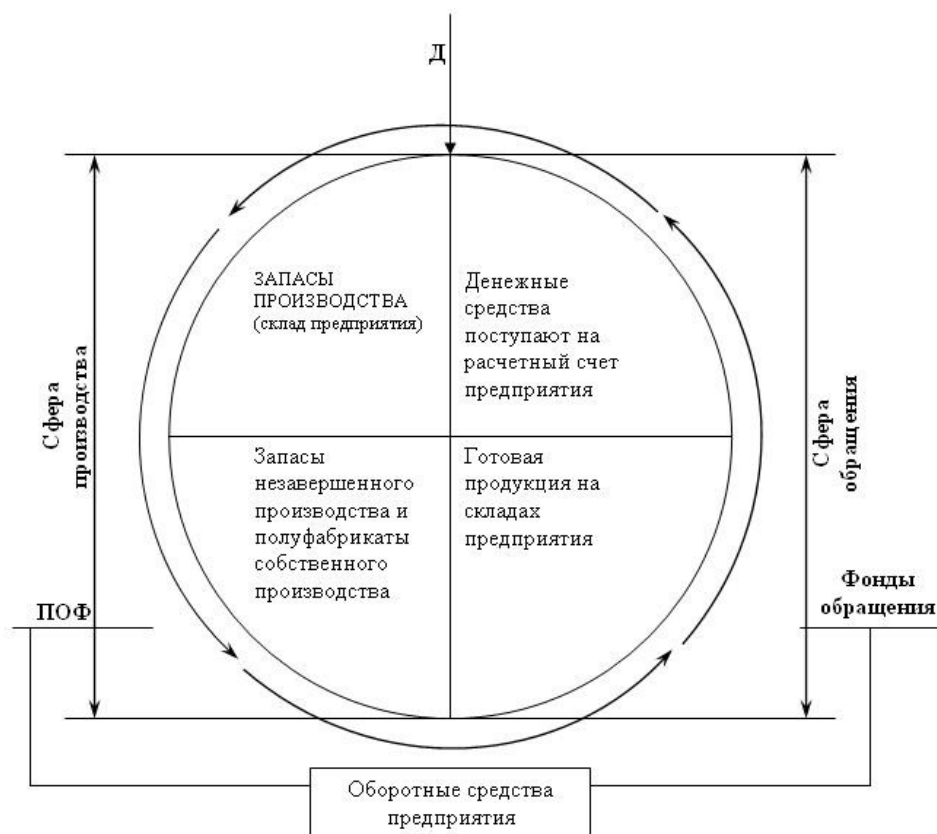 Д
ЗАПАСЫ
ПРОИЗВОДСТВА
(склад предприятия)
Денежные
средства
поступают на
расчетный счет
предприятия
Сфера
производства
Сфера
обращения
Запасы
незавершенного
производства и
полуфабрикаты
собственного
производства
Готовая
продукция на
складах
предприятия
ПОФ
Фонды
обращения
Оборотные средства
предприятия